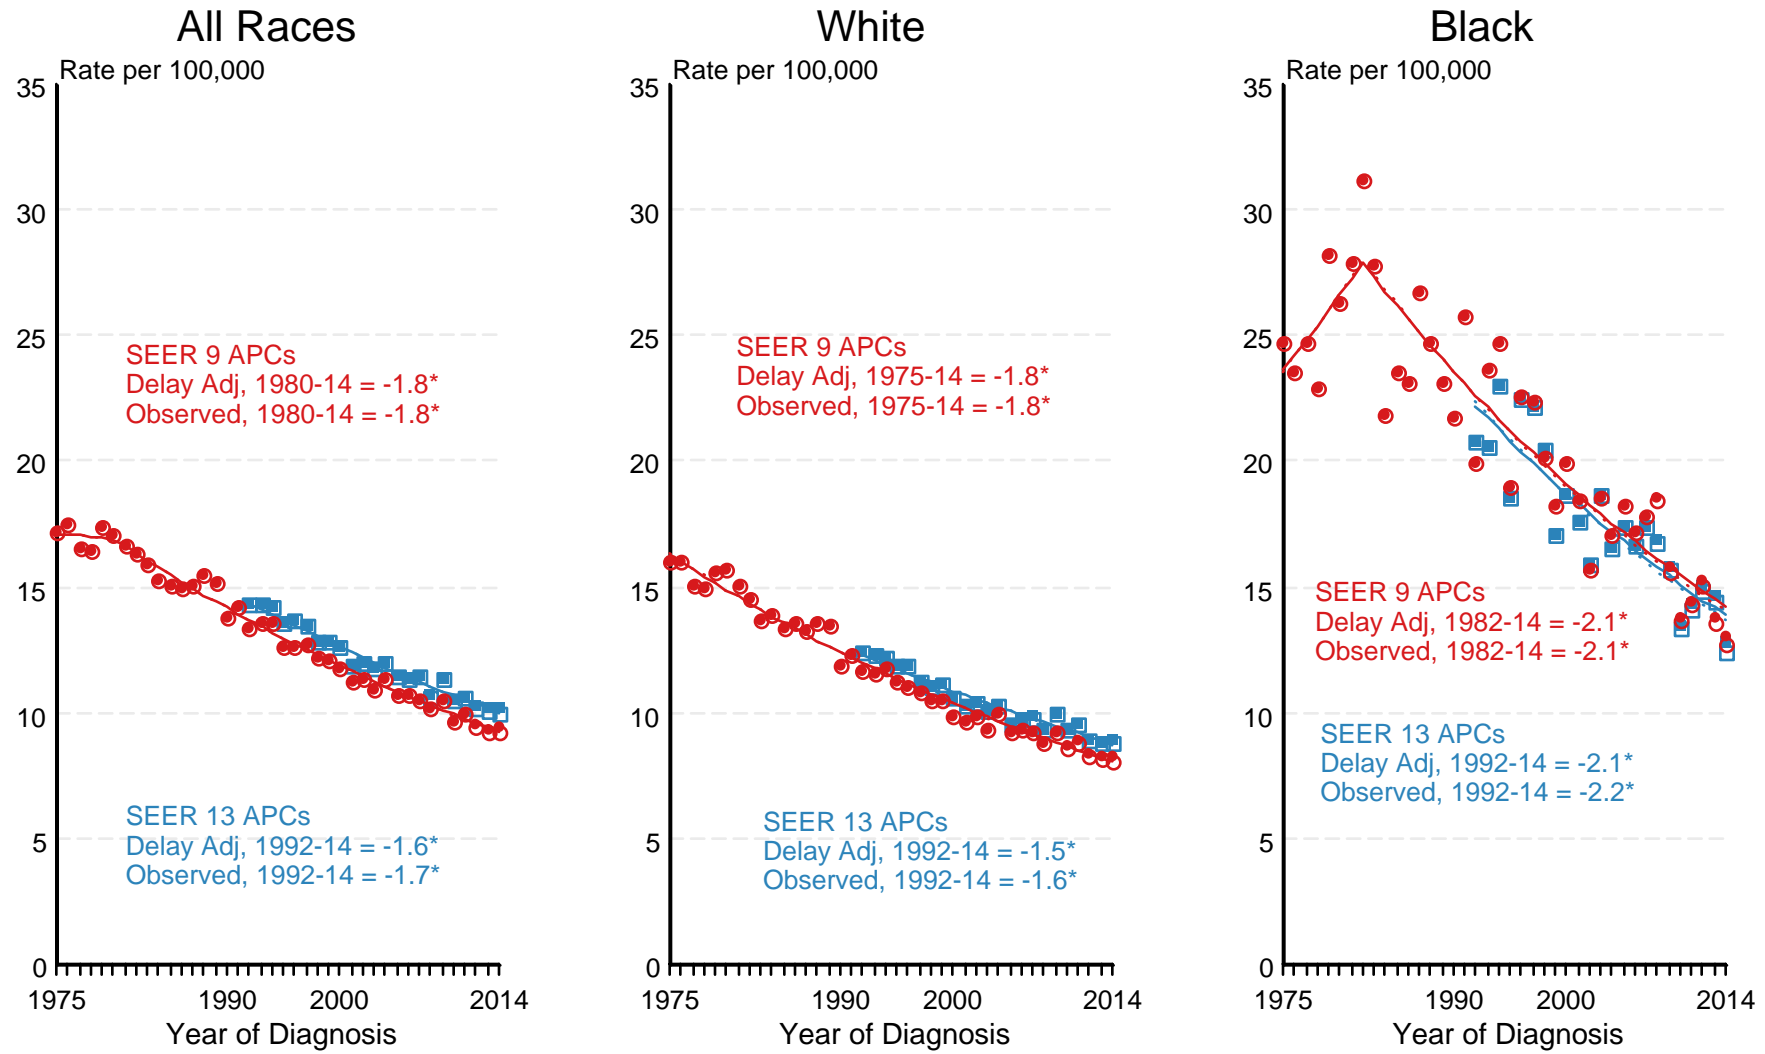 All Races
Rate per 100,000
35
30
25
20
15
10
5
0
SEER 9 APCs
Delay Adj, 1980-14 = -1.8*
Observed, 1980-14 = -1.8*
SEER 13 APCs
Delay Adj, 1992-14 = -1.6*
Observed, 1992-14 = -1.7*
1975 1990 2000 2014
Year of Diagnosis
White
Rate per 100,000
35
30
25
20
15
10
5
0
SEER 9 APCs
Delay Adj, 1975-14 = -1.8*
Observed, 1975-14 = -1.8*
SEER 13 APCs
Delay Adj, 1992-14 = -1.5*
Observed, 1992-14 = -1.6*
1975 1990 2000 2014
Year of Diagnosis
Black
Rate per 100,000
35
30
25
20
15
10
5
0
SEER 9 APCs
Delay Adj, 1982-14 = -2.1*
Observed, 1982-14 = -2.1*
SEER 13 APCs
Delay Adj, 1992-14 = -2.1*
Observed, 1992-14 = -2.2*
1975 1990 2000 2014
Year of Diagnosis